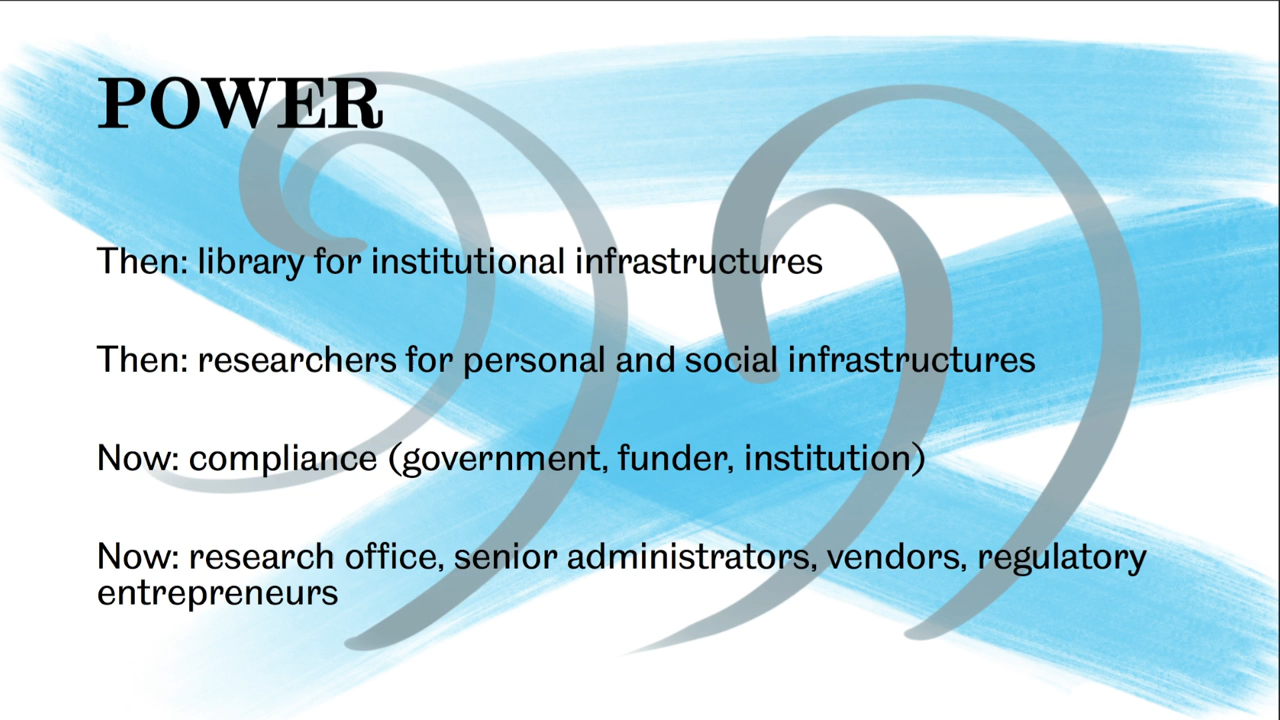 POWER
Then: library for institutional infrastructures
Then: researchers for personal and social infrastructures
Now: compliance (government, funder, institution)
Now: research office, senior administrators, vendors, regulatory
entrepreneurs